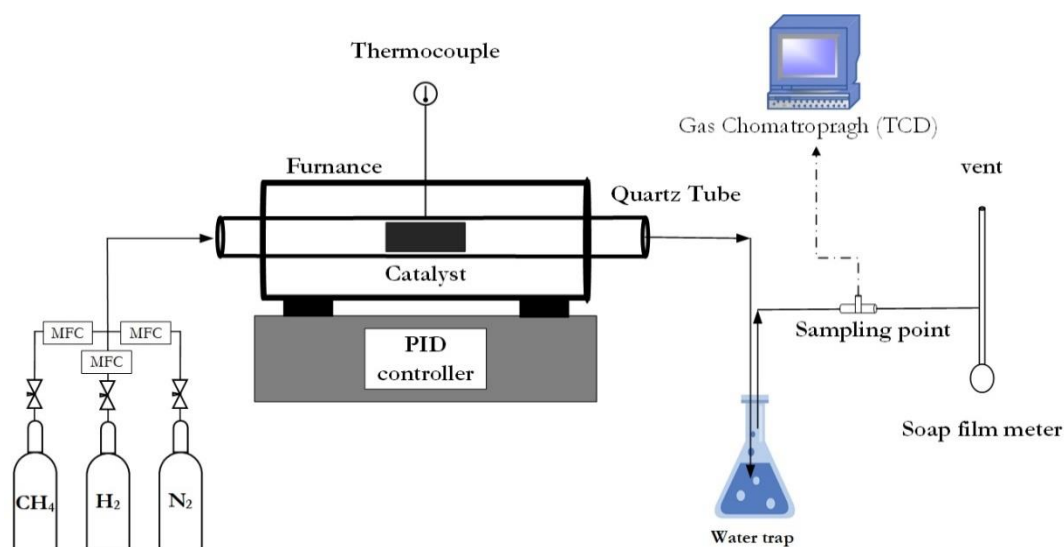 Thermocouple
Gas Chomatropragh (TCD)
Furnance
vent
Quartz Tube
Catalyst
MFC
MFC
MFC
Sampling point
PID
controller
Soap film meter
CH₄
H₂
N₂
Water trap